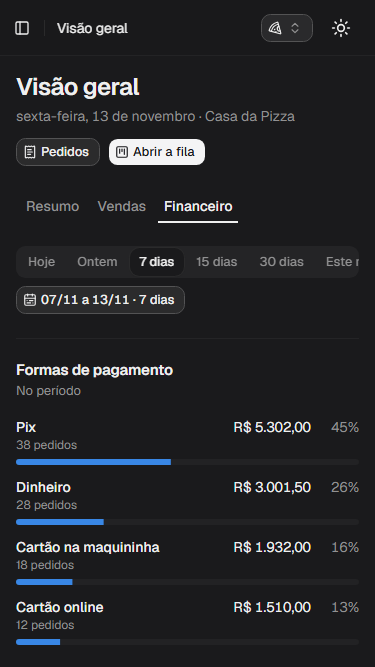 Visão geral
Visão geral
sexta-feira, 13 de novembro · Casa da Pizza
Pedidos
Abrir a fila
Resumo Vendas Financeiro
Hoje Ontem 7 dias 15 dias 30 dias Este
07/11 a 13/11 · 7 dias
Formas de pagamento
No período
Pix R$ 5.302,00 45%
38 pedidos
Dinheiro R$ 3.001,50 26%
28 pedidos
Cartão na maquininha R$ 1.932,00 16%
18 pedidos
Cartão online R$ 1.510,00 13%
12 pedidos